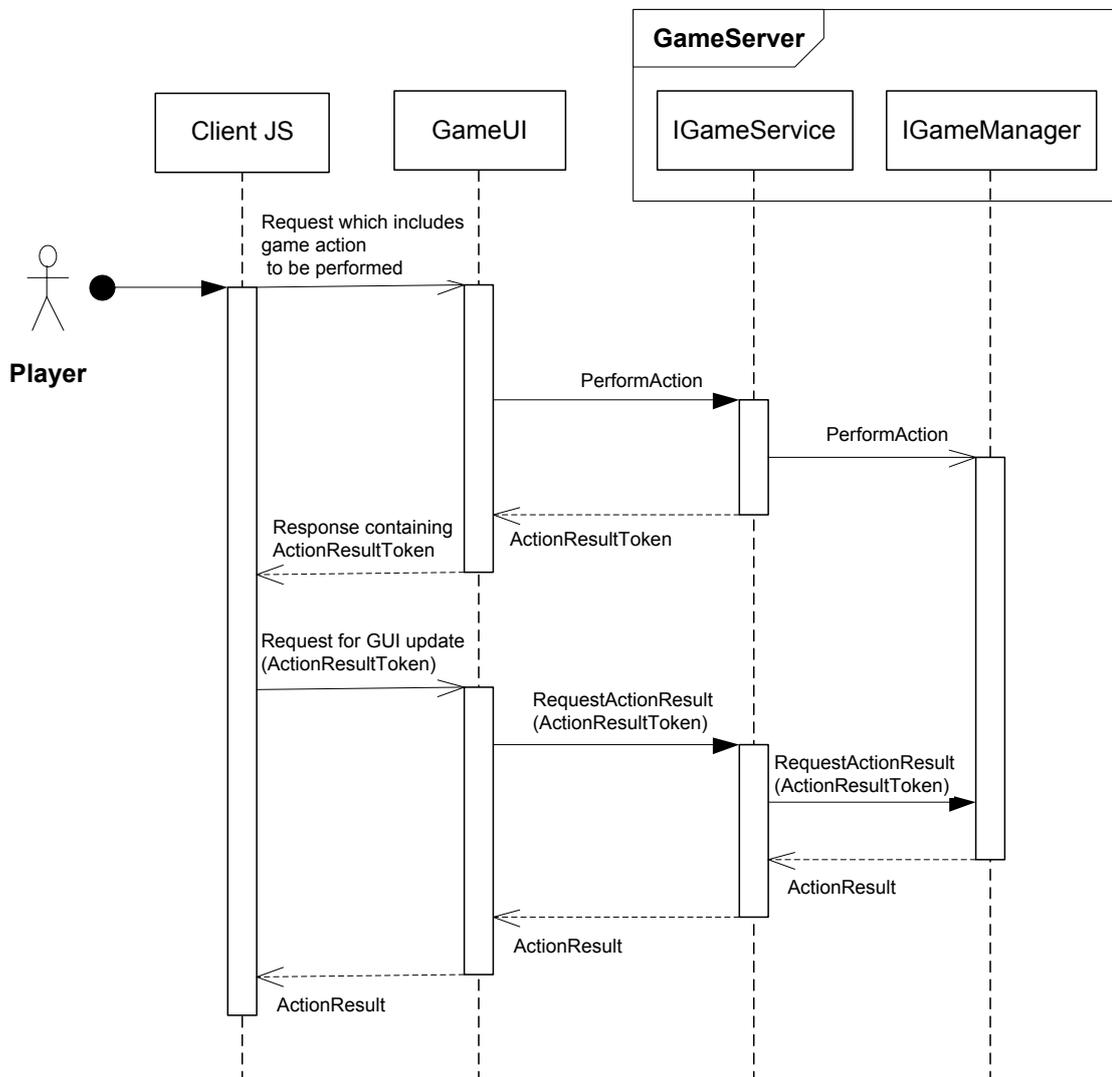 GameServer
Client JS
GameUI
IGameService
IGameManager
Request which includes
game action
to be performed
Player
PerformAction
PerformAction
Response containing
ActionResultToken
ActionResultToken
Request for GUI update
(ActionResultToken)
RequestActionResult
(ActionResultToken)
RequestActionResult
(ActionResultToken)
ActionResult
ActionResult
ActionResult